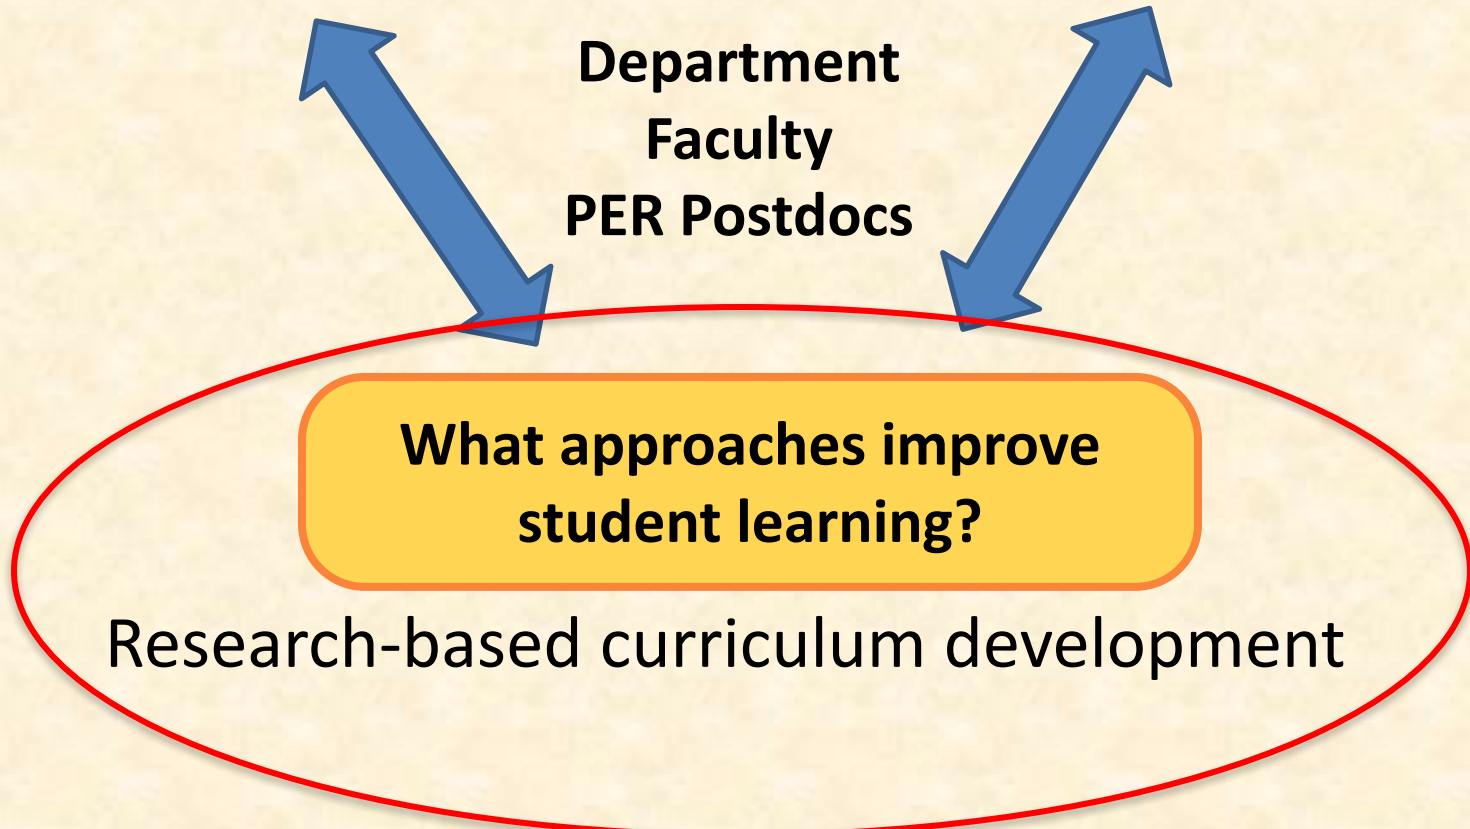 Department
Faculty
PER Postdocs
What approaches improve
student learning?
Research-based curriculum development